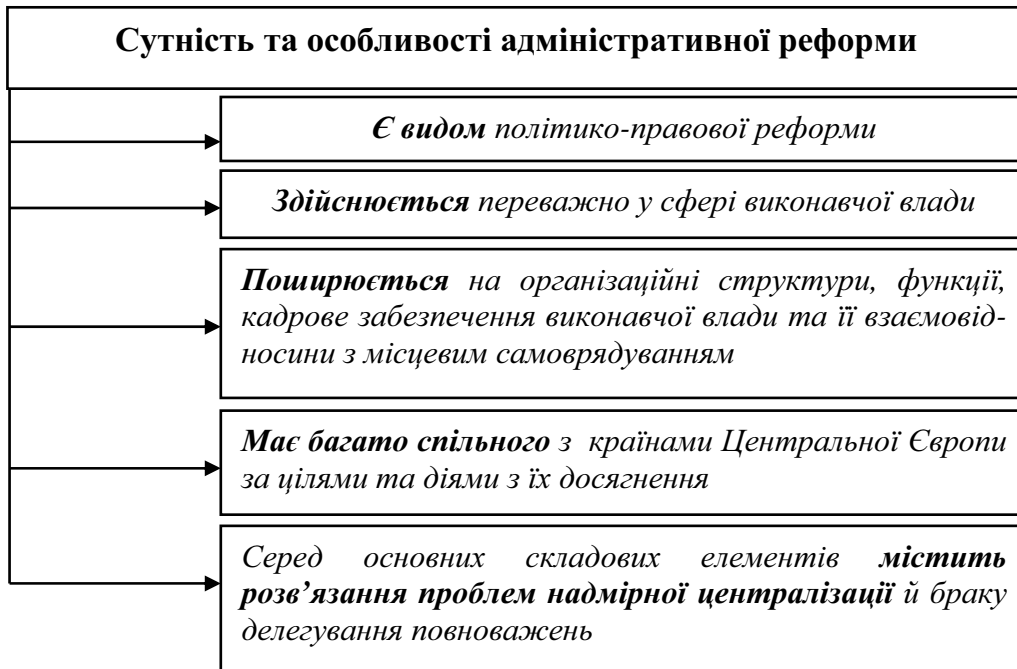 Сутність та особливості адміністративної реформи
Є видом політико-правової реформи
Здійснюється переважно у сфері виконавчої влади
Поширюється на організаційні структури, функції,
кадрове забезпечення виконавчої влади та її взаємовід-
носини з місцевим самоврядуванням
Має багато спільного з країнами Центральної Європи
за цілями та діями з їх досягнення
Серед основних складових елементів містить
розв’язання проблем надмірної централізації й браку
делегування повноважень